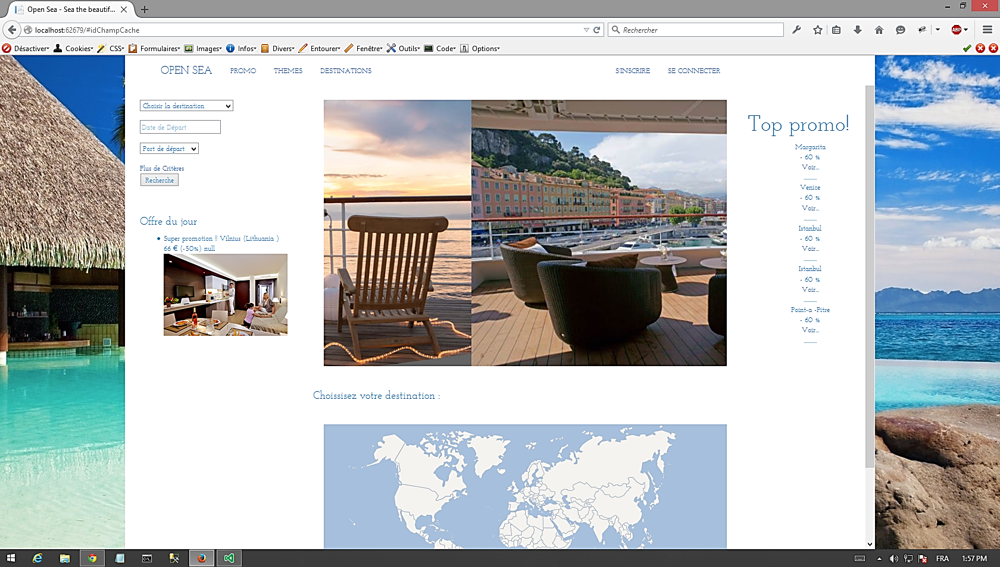 Open Sea - Sea the beautif...
localhost:62679/#idChampCache
Rechercher
ABP
Désactiver
Cookies
CSS
Formulaires
Images
Infos
Divers
Entourer
Fenêtre
Outils
Code
Options
OPEN SEA
PROMO
THEMES
DESTINATIONS
S'INSCRIRE
SE CONNECTER
Choisir la destination
Date de Départ
Port de départ
Plus de Critères
Recherche
Offre du jour
Super promotion !! Vilnius (Lithuania )
66 € (-50%) null
Top promo!
Margarita
- 60 %
Voir...
...........
Venice
- 60 %
Voir...
...........
Istanbul
- 60 %
Voir...
...........
Istanbul
- 60 %
Voir...
...........
Point-a -Pitre
- 60 %
Voir...
...........
Choissisez votre destination :
FRA
1:57 PM